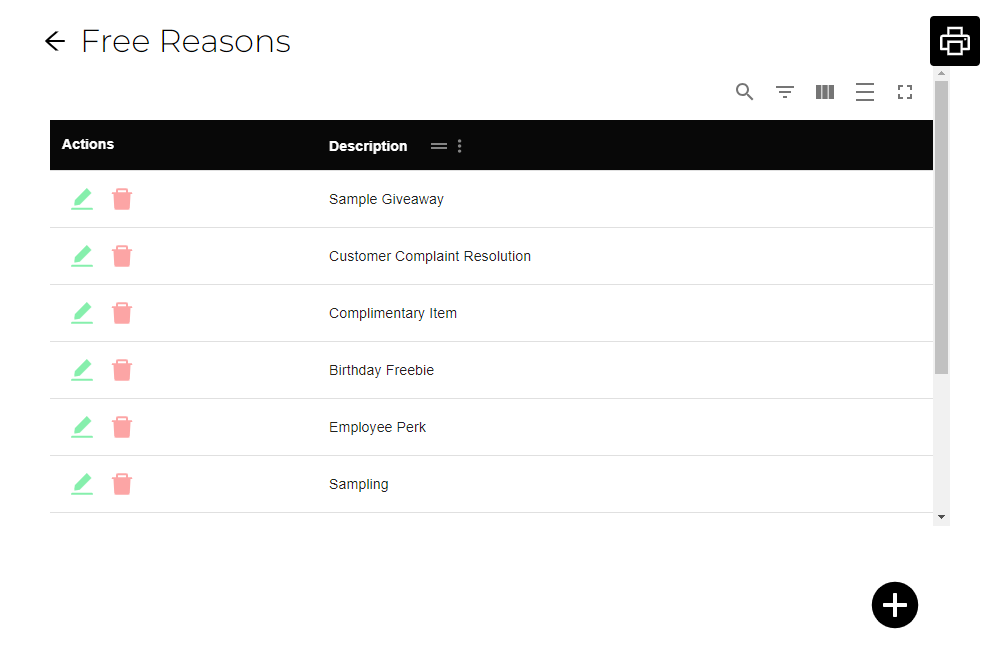 Free Reasons
Actions Description
Sample Giveaway
Customer Complaint Resolution
Complimentary Item
Birthday Freebie
Employee Perk
Sampling